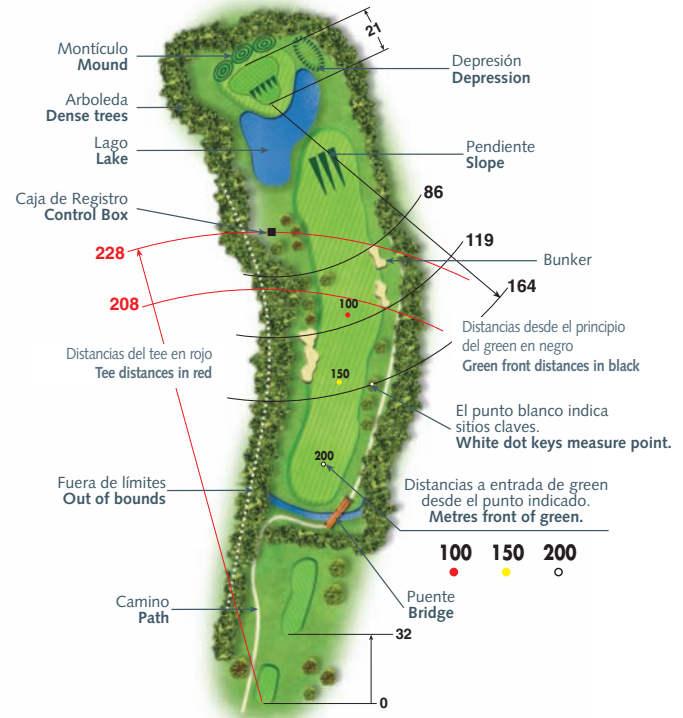 21
Montículo
Mound
Depresión
Depression
Arboleda
Dense trees
Lago
Lake
Pendiente
Slope
Caja de Registro
Control Box
86
119
164
228
208
Bunker
100
Distancias del tee en rojo
Tee distances in red
Distancias desde el principio
del green en negro
Green front distances in black
150
El punto blanco indica
sitios claves.
White dot keys measure point.
200
Fuera de límites
Out of bounds
Distancias a entrada de green
desde el punto indicado.
Metres front of green.
100 150 200
Camino
Path
Puente
Bridge
32
0